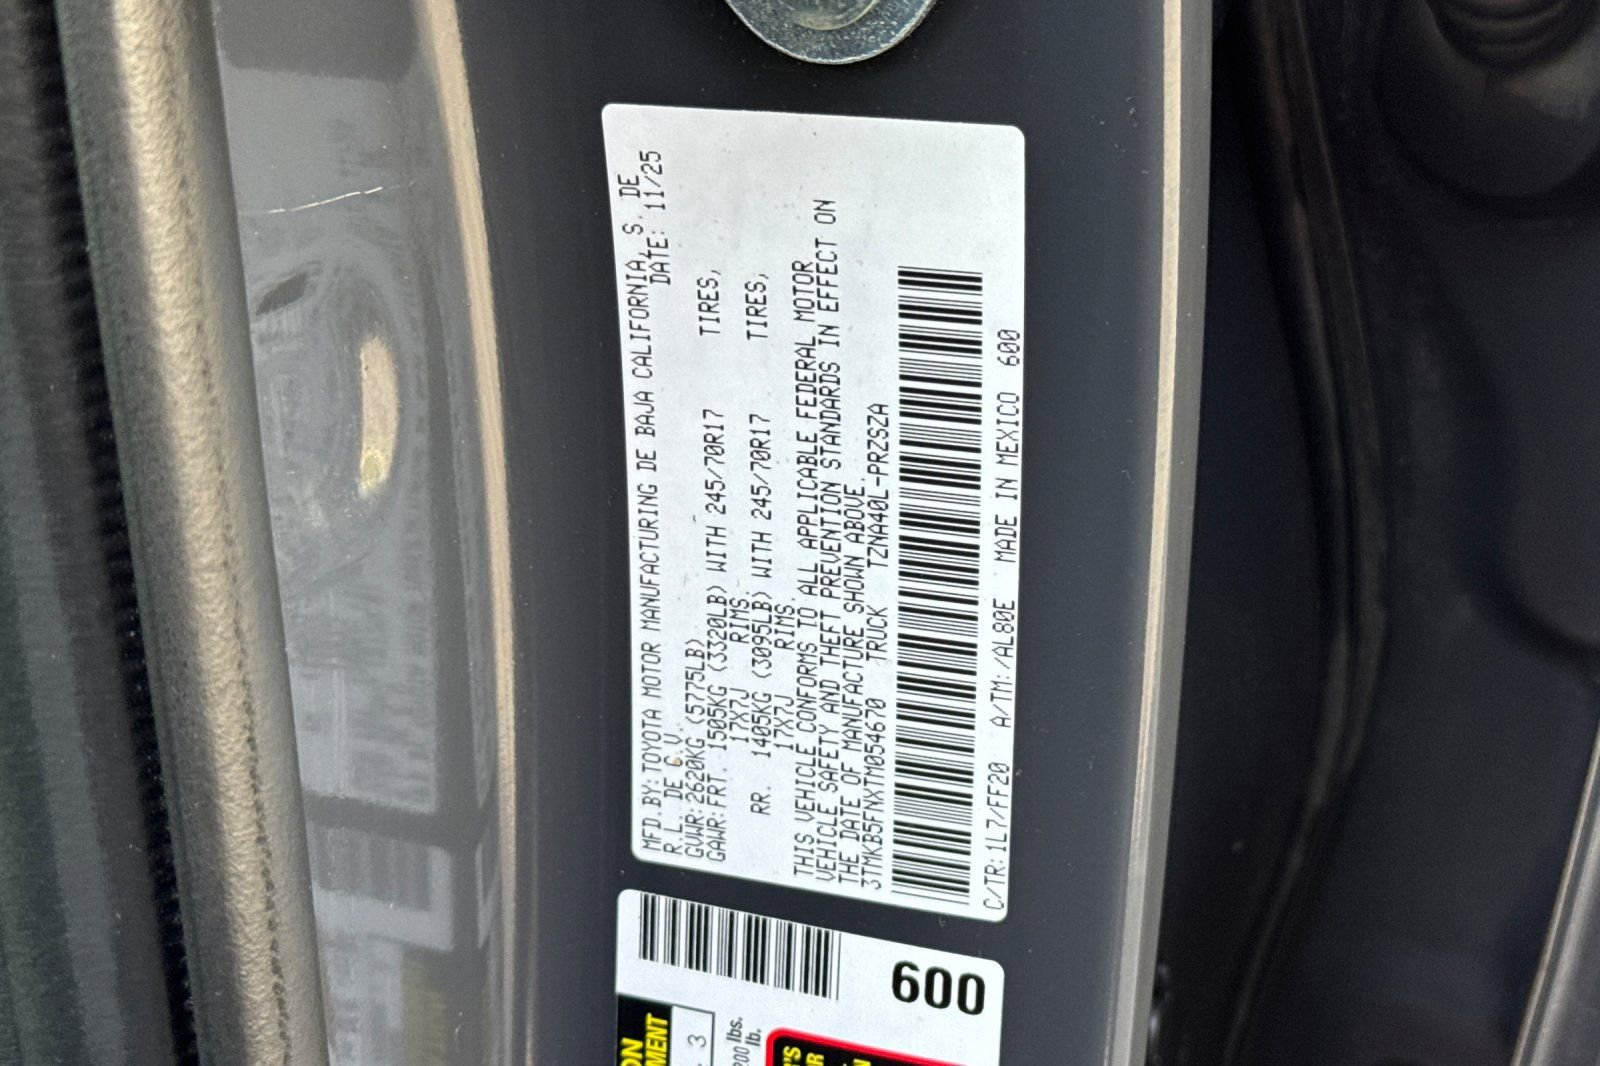 MFD.BY:TOYOTA MOTOR MANUFACTURING DE BAJA CALIFORNIA, S. DE
R.L. DE C.V. DATE: 11/25
GVWR:2620KG (5775LB)
GAWR:FRT. 1505KG (3320LB) WITH 245/70R17 TIRES,
17X7J RIMS
RR. 1405KG (3095LB) WITH 245/70R17 TIRES,
17X7J RIMS
THIS VEHICLE CONFORMS TO ALL APPLICABLE FEDERAL MOTOR
VEHICLE SAFETY AND THEFT PREVENTION STANDARDS IN EFFECT ON
THE DATE OF MANUFACTURE SHOWN ABOVE.
3TMKB5FNXTM054670 TRUCK TZNA40L-PRZSZA
C/TR:1L7/FF20 A/TM:/AL80E MADE IN MEXICO 600
600
3
lbs.
lb.